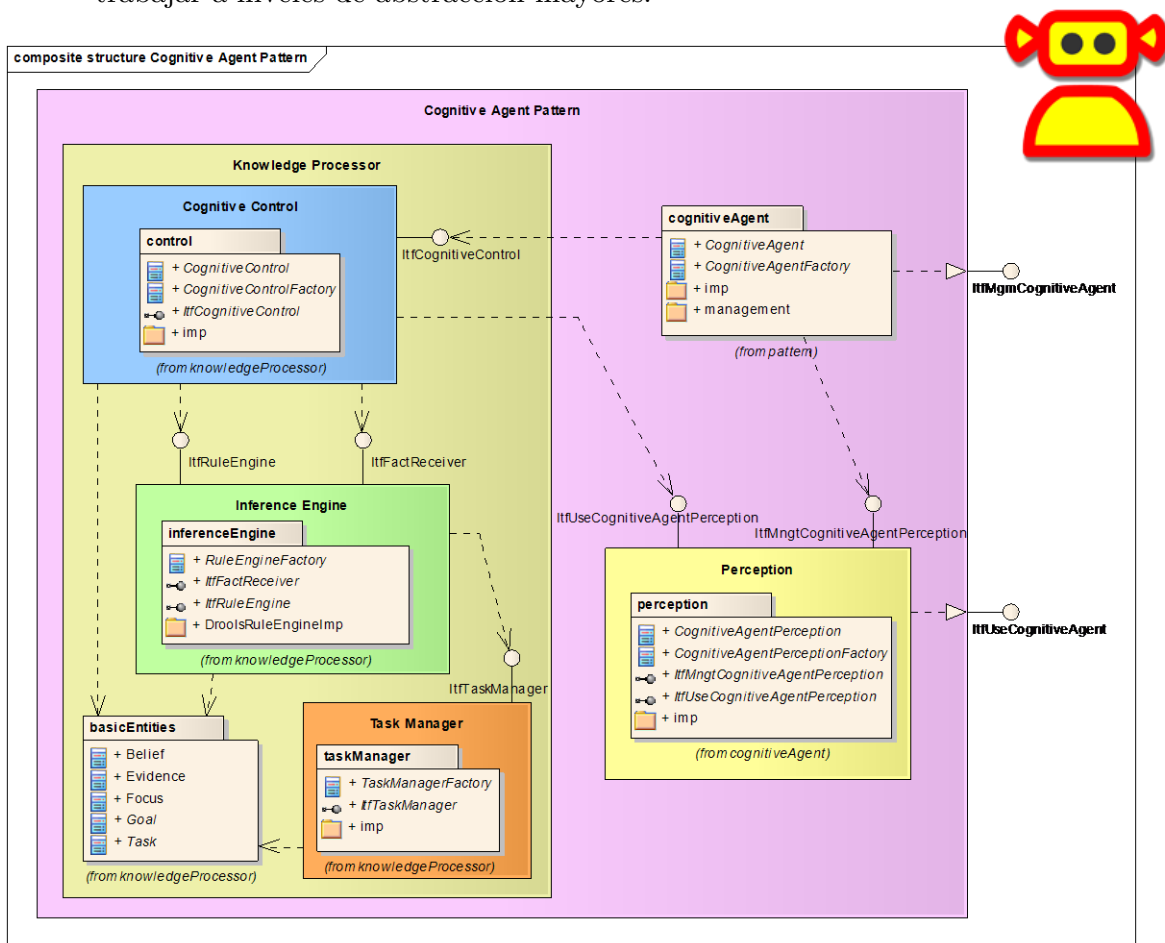 trabajar a niveles de abstracción mayores.
composite structure Cognitive Agent Pattern
Cognitive Agent Pattern
Knowledge Processor
Cognitive Control
control
+ CognitiveControl
+ CognitiveControlFactory
+ ItfCognitiveControl
+ imp
(from knowledgeProcessor)
ItfCognitiveControl
cognitiveAgent
+ CognitiveAgent
+ CognitiveAgentFactory
+ imp
+ management
(from pattern)
ItfMgmCognitiveAgent
ItfRuleEngine
ItfFactReceiver
Inference Engine
inferenceEngine
+ RuleEngineFactory
+ ItfFactReceiver
+ ItfRuleEngine
+ DroolsRuleEngineImp
(from knowledgeProcessor)
ItfUseCognitiveAgentPerception
ItfMngtCognitiveAgentPerception
Perception
perception
+ CognitiveAgentPerception
+ CognitiveAgentPerceptionFactory
+ ItfMngtCognitiveAgentPerception
+ ItfUseCognitiveAgentPerception
+ imp
(from cognitiveAgent)
ItfUseCognitiveAgent
ItfTaskManager
basicEntities
+ Belief
+ Evidence
+ Focus
+ Goal
+ Task
(from knowledgeProcessor)
Task Manager
taskManager
+ TaskManagerFactory
+ ItfTaskManager
+ imp
(from knowledgeProcessor)